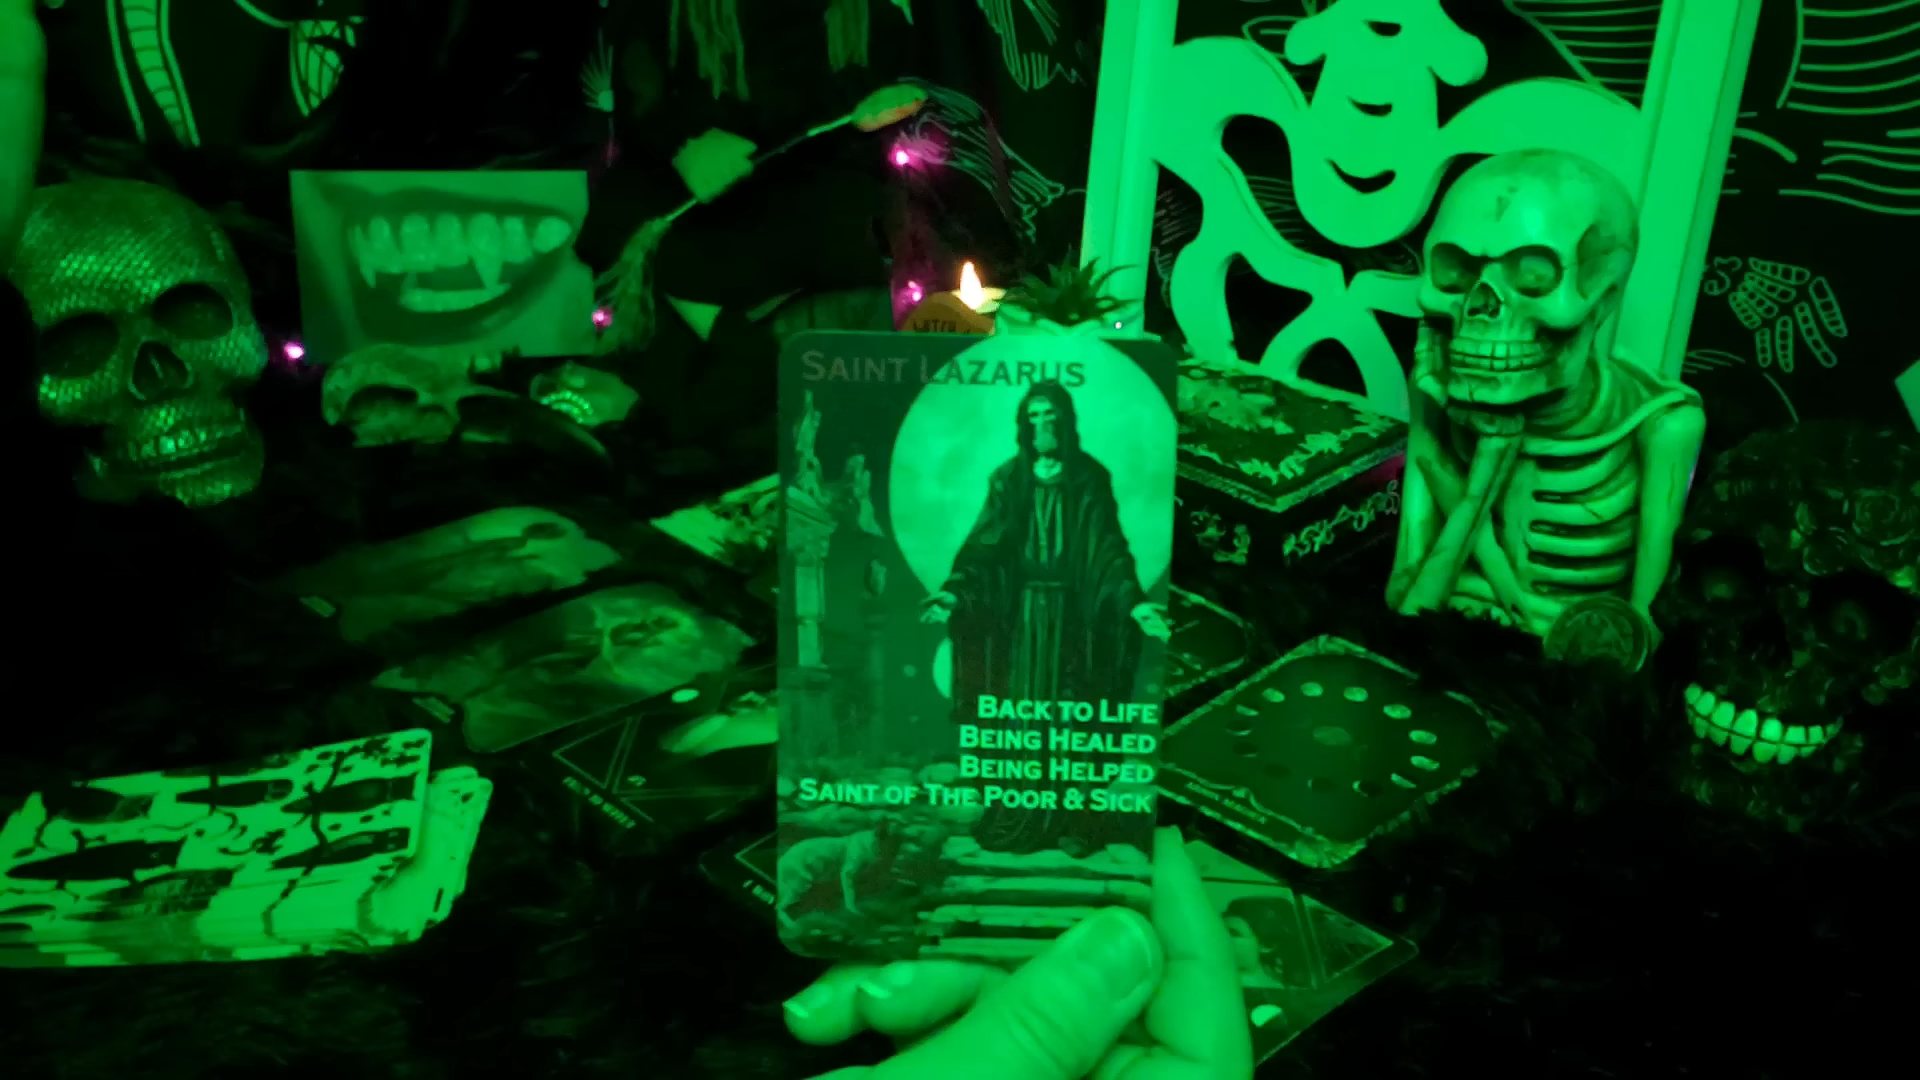 SAINT LAZARUS
BACK TO LIFE
BEING HEALED
BEING HELPED
SAINT OF THE POOR & SICK